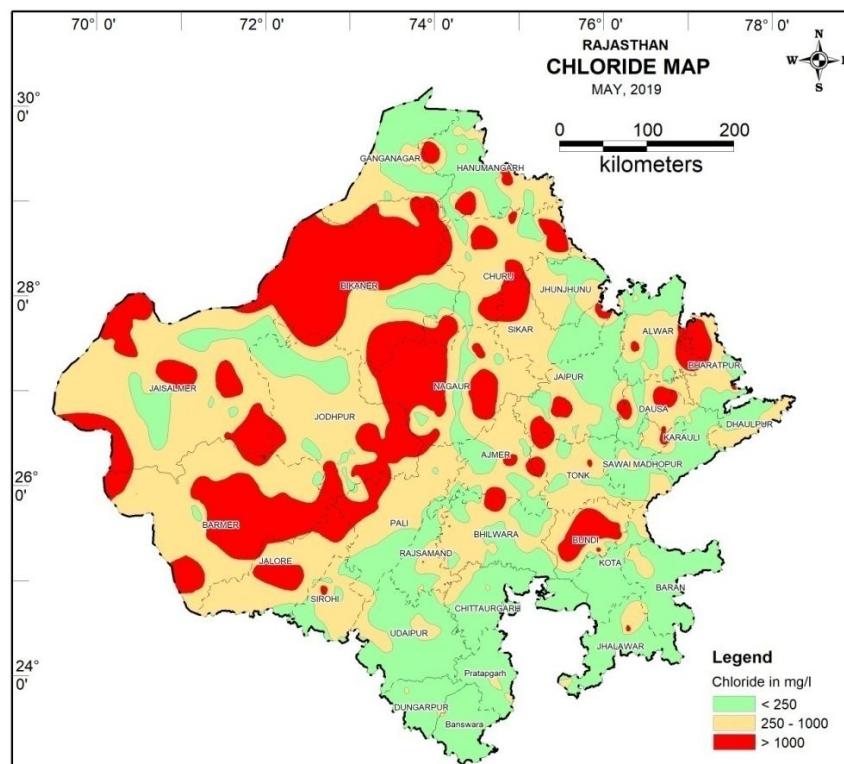 70° 0' 72° 0' 74° 0' 76° 0' 78° 0'
RAJASTHAN
CHLORIDE MAP
MAY, 2019
N
W E
S
0 100 200
kilometers
30°
0'
GANGANAGAR
HANUMANGARH
28°
0'
BIKANER
CHURU
JHUNJHUNU
SIKAR
ALWAR
BHARATPUR
JAISALMER
NAGAUR
JAIPUR
JODHPUR
DAUSA
DHAULPUR
KARAULI
26°
0'
AJMER
SAWAI MADHOPUR
TONK
BARMER
PALI
BHILWARA
BUNDI
RAJSAMAND
JALORE
KOTA
BARAN
SIROHI
CHITTAURGARH
UDAIPUR
JHALAWAR
24°
0'
Pratapgarh
DUNGARPUR
Banswara
Legend
Chloride in mg/l
< 250
250 - 1000
> 1000